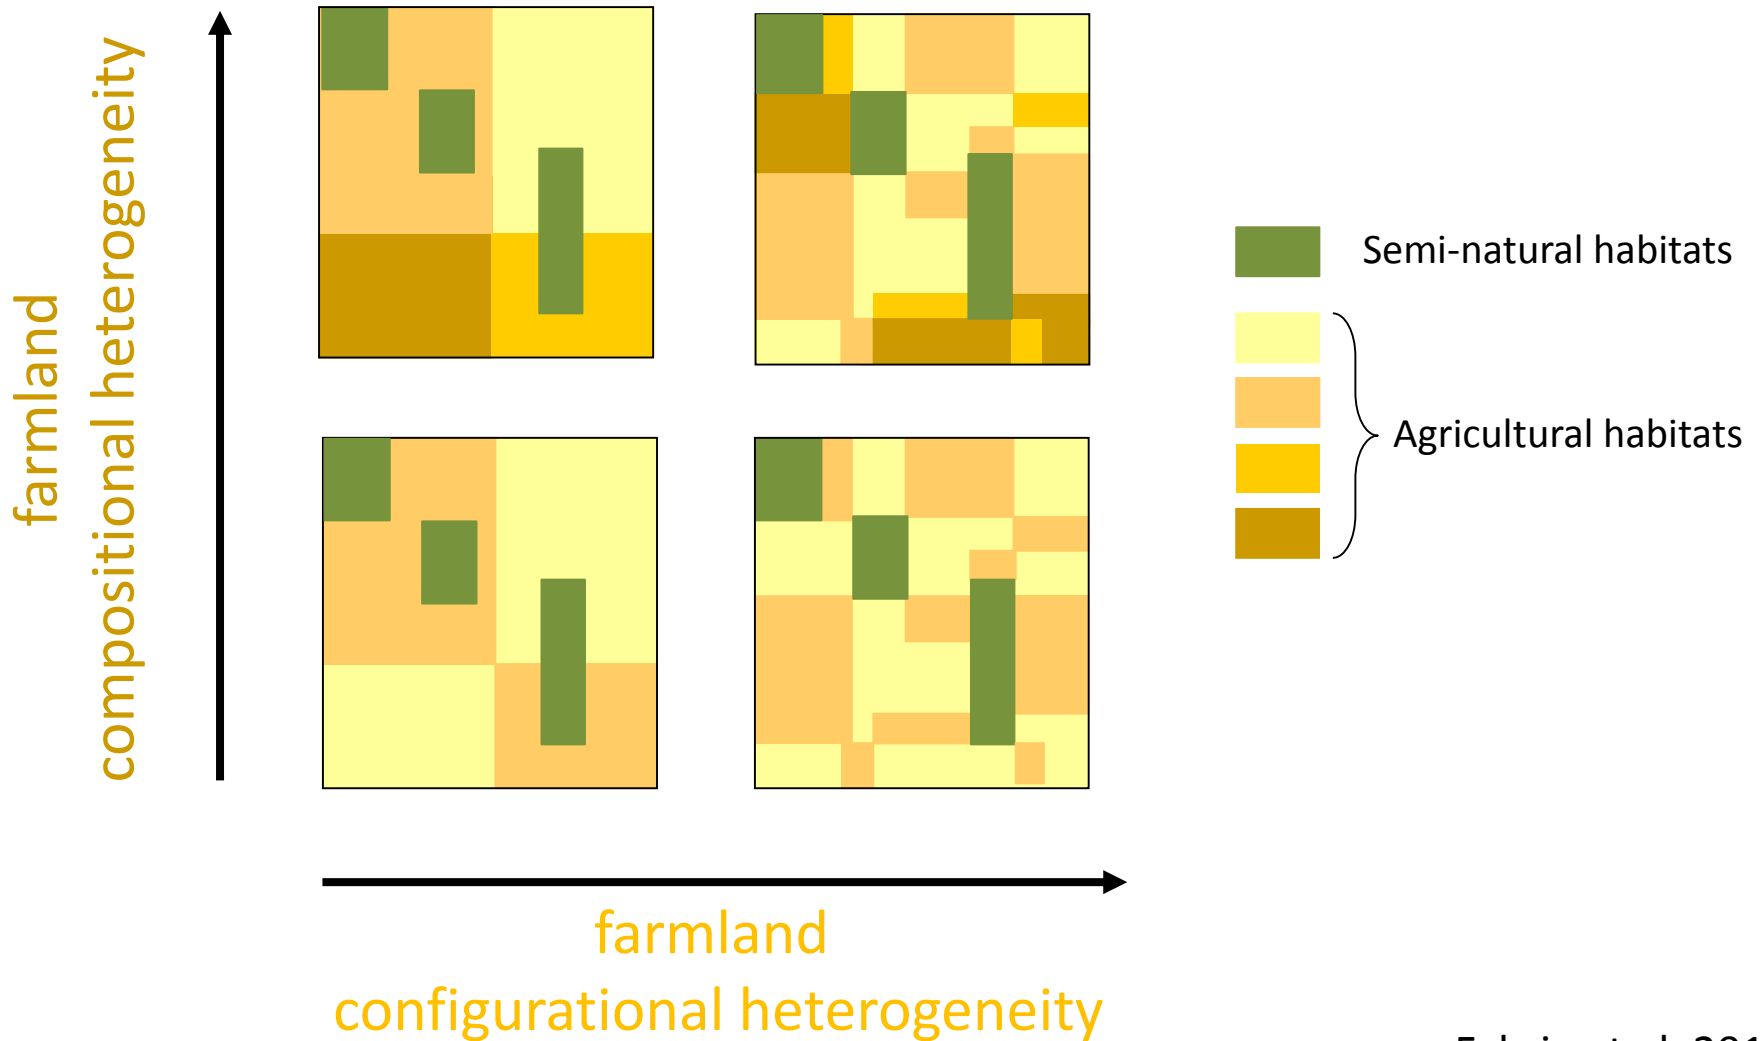 farmland
compositional heterogeneity
Semi-natural habitats
Agricultural habitats
farmland
configurational heterogeneity